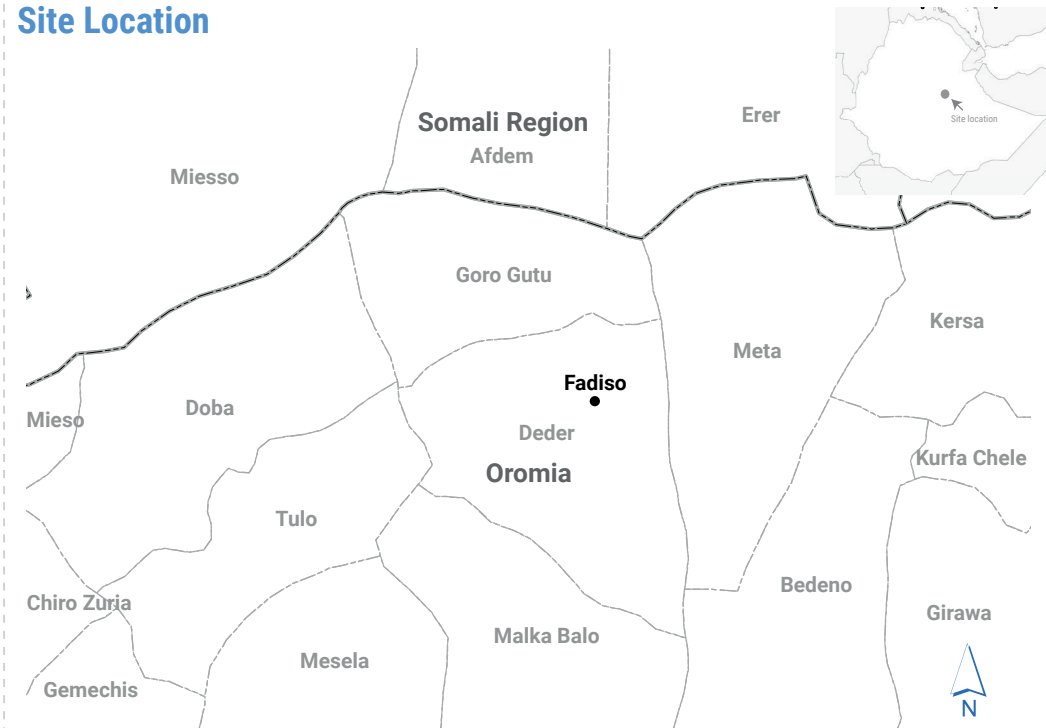 Site Location
Site location
Somali Region
Afdem
Erer
Miesso
Goro Gutu
Kersa
Meta
Fadiso
Mieso
Doba
Deder
Oromia
Kurfa Chele
Tulo
Bedeno
Chiro Zuria
Girawa
Malka Balo
Mesela
Gemechis
N